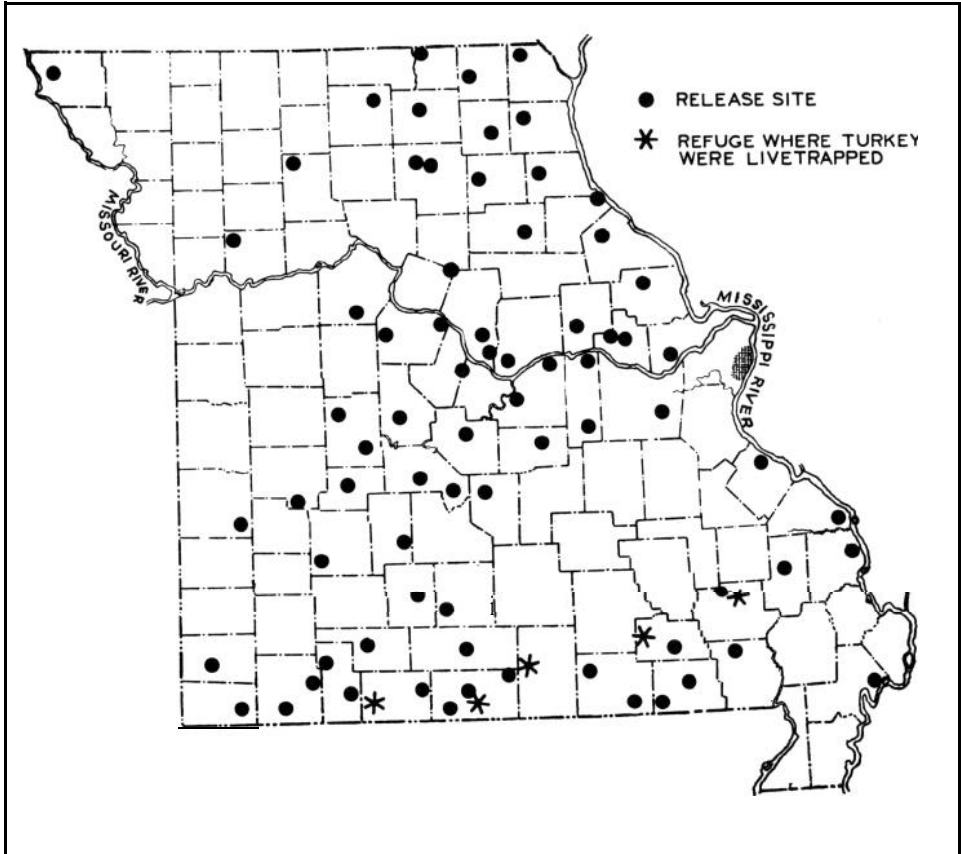 RELEASE SITE
REFUGE WHERE TURKEY
WERE LIVETRAPPED
MISSOURI RIVER
MISSISSIPPI RIVER